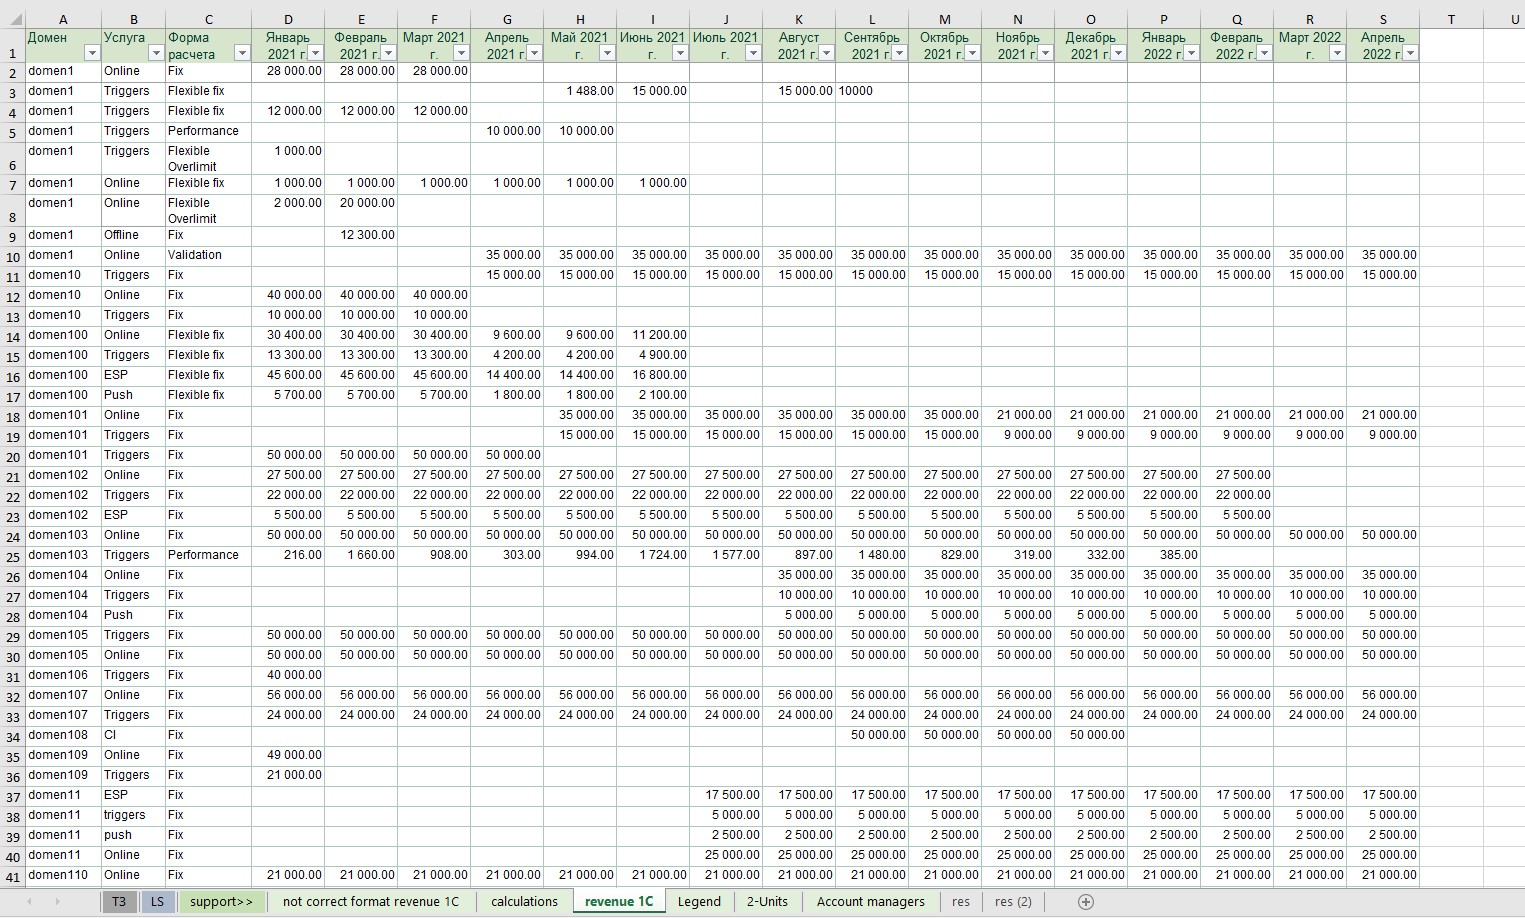 A B C D E F G H I J K L M N O P Q R S T U
1 Домен Услуга Форма расчета Январь 2021 г. Февраль 2021 г. Март 2021 г. Апрель 2021 г. Май 2021 г. Июнь 2021 г. Июль 2021 г. Август 2021 г. Сентябрь 2021 г. Октябрь 2021 г. Ноябрь 2021 г. Декабрь 2021 г. Январь 2022 г. Февраль 2022 г. Март 2022 г. Апрель 2022 г.
2 domen1 Online Fix 28 000.00 28 000.00 28 000.00
3 domen1 Triggers Flexible fix 1 488.00 15 000.00 15 000.00 10000
4 domen1 Triggers Flexible fix 12 000.00 12 000.00 12 000.00
5 domen1 Triggers Performance 10 000.00 10 000.00
6 domen1 Triggers Flexible Overlimit 1 000.00
7 domen1 Online Flexible fix 1 000.00 1 000.00 1 000.00 1 000.00 1 000.00 1 000.00
8 domen1 Online Flexible Overlimit 2 000.00 20 000.00
9 domen1 Offline Fix 12 300.00
10 domen1 Online Validation 35 000.00 35 000.00 35 000.00 35 000.00 35 000.00 35 000.00 35 000.00 35 000.00 35 000.00 35 000.00 35 000.00 35 000.00 35 000.00
11 domen10 Triggers Fix 15 000.00 15 000.00 15 000.00 15 000.00 15 000.00 15 000.00 15 000.00 15 000.00 15 000.00 15 000.00 15 000.00 15 000.00 15 000.00
12 domen10 Online Fix 40 000.00 40 000.00 40 000.00
13 domen10 Triggers Fix 10 000.00 10 000.00 10 000.00
14 domen100 Online Flexible fix 30 400.00 30 400.00 30 400.00 9 600.00 9 600.00 11 200.00
15 domen100 Triggers Flexible fix 13 300.00 13 300.00 13 300.00 4 200.00 4 200.00 4 900.00
16 domen100 ESP Flexible fix 45 600.00 45 600.00 45 600.00 14 400.00 14 400.00 16 800.00
17 domen100 Push Flexible fix 5 700.00 5 700.00 5 700.00 1 800.00 1 800.00 2 100.00
18 domen101 Online Fix 35 000.00 35 000.00 35 000.00 35 000.00 35 000.00 35 000.00 21 000.00 21 000.00 21 000.00 21 000.00 21 000.00 21 000.00
19 domen101 Triggers Fix 15 000.00 15 000.00 15 000.00 15 000.00 15 000.00 15 000.00 9 000.00 9 000.00 9 000.00 9 000.00 9 000.00 9 000.00
20 domen101 Triggers Fix 50 000.00 50 000.00 50 000.00 50 000.00
21 domen102 Online Fix 27 500.00 27 500.00 27 500.00 27 500.00 27 500.00 27 500.00 27 500.00 27 500.00 27 500.00 27 500.00 27 500.00 27 500.00 27 500.00 27 500.00
22 domen102 Triggers Fix 22 000.00 22 000.00 22 000.00 22 000.00 22 000.00 22 000.00 22 000.00 22 000.00 22 000.00 22 000.00 22 000.00 22 000.00 22 000.00 22 000.00
23 domen102 ESP Fix 5 500.00 5 500.00 5 500.00 5 500.00 5 500.00 5 500.00 5 500.00 5 500.00 5 500.00 5 500.00 5 500.00 5 500.00 5 500.00 5 500.00
24 domen103 Online Fix 50 000.00 50 000.00 50 000.00 50 000.00 50 000.00 50 000.00 50 000.00 50 000.00 50 000.00 50 000.00 50 000.00 50 000.00 50 000.00 50 000.00 50 000.00 50 000.00
25 domen103 Triggers Performance 216.00 1 660.00 908.00 303.00 994.00 1 724.00 1 577.00 897.00 1 480.00 829.00 319.00 332.00 385.00
26 domen104 Online Fix 35 000.00 35 000.00 35 000.00 35 000.00 35 000.00 35 000.00 35 000.00 35 000.00 35 000.00
27 domen104 Triggers Fix 10 000.00 10 000.00 10 000.00 10 000.00 10 000.00 10 000.00 10 000.00 10 000.00 10 000.00
28 domen104 Push Fix 5 000.00 5 000.00 5 000.00 5 000.00 5 000.00 5 000.00 5 000.00 5 000.00 5 000.00
29 domen105 Triggers Fix 50 000.00 50 000.00 50 000.00 50 000.00 50 000.00 50 000.00 50 000.00 50 000.00 50 000.00 50 000.00 50 000.00 50 000.00 50 000.00 50 000.00 50 000.00 50 000.00
30 domen105 Online Fix 50 000.00 50 000.00 50 000.00 50 000.00 50 000.00 50 000.00 50 000.00 50 000.00 50 000.00 50 000.00 50 000.00 50 000.00 50 000.00 50 000.00 50 000.00 50 000.00
31 domen106 Triggers Fix 40 000.00
32 domen107 Online Fix 56 000.00 56 000.00 56 000.00 56 000.00 56 000.00 56 000.00 56 000.00 56 000.00 56 000.00 56 000.00 56 000.00 56 000.00 56 000.00 56 000.00 56 000.00 56 000.00
33 domen107 Triggers Fix 24 000.00 24 000.00 24 000.00 24 000.00 24 000.00 24 000.00 24 000.00 24 000.00 24 000.00 24 000.00 24 000.00 24 000.00 24 000.00 24 000.00 24 000.00 24 000.00
34 domen108 CI Fix 50 000.00 50 000.00 50 000.00 50 000.00
35 domen109 Online Fix 49 000.00
36 domen109 Triggers Fix 21 000.00
37 domen11 ESP Fix 17 500.00 17 500.00 17 500.00 17 500.00 17 500.00 17 500.00 17 500.00 17 500.00 17 500.00 17 500.00
38 domen11 triggers Fix 5 000.00 5 000.00 5 000.00 5 000.00 5 000.00 5 000.00 5 000.00 5 000.00 5 000.00 5 000.00
39 domen11 push Fix 2 500.00 2 500.00 2 500.00 2 500.00 2 500.00 2 500.00 2 500.00 2 500.00 2 500.00 2 500.00
40 domen11 Online Fix 25 000.00 25 000.00 25 000.00 25 000.00 25 000.00 25 000.00 25 000.00 25 000.00 25 000.00 25 000.00
41 domen110 Online Fix 21 000.00 21 000.00 21 000.00 21 000.00 21 000.00 21 000.00 21 000.00 21 000.00 21 000.00 21 000.00 21 000.00 21 000.00 21 000.00 21 000.00 21 000.00 21 000.00
T3 LS support>> not correct format revenue 1C calculations revenue 1C Legend 2-Units Account managers res res (2)